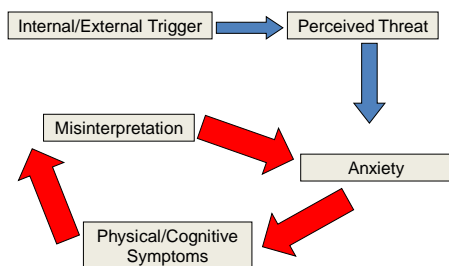 Internal/External Trigger
Perceived Threat
Misinterpretation
Anxiety
Physical/Cognitive
Symptoms